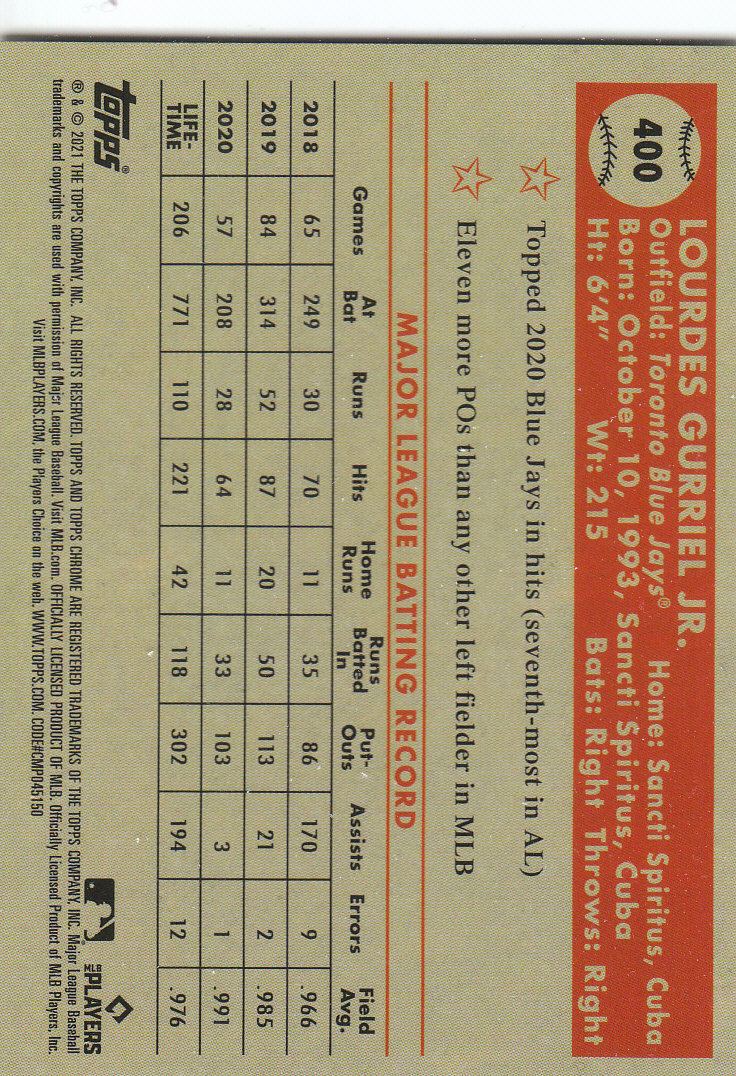 400
LOURDES GURRIEL JR.
Outfield: Toronto Blue Jays® Home: Sancti Spiritus, Cuba
Born: October 10, 1993, Sancti Spiritus, Cuba
Ht: 6'4" Wt: 215 Bats: Right Throws: Right
Topped 2020 Blue Jays in hits (seventh-most in AL)
Eleven more POs than any other left fielder in MLB
MAJOR LEAGUE BATTING RECORD
Games At Bat Runs Hits Home Runs Runs Batted In Put-Outs Assists Errors Field Avg.
2018 65 249 30 70 11 35 86 170 9 .966
2019 84 314 52 87 20 50 113 21 2 .985
2020 57 208 28 64 11 33 103 3 1 .991
LIFE-TIME 206 771 110 221 42 118 302 194 12 .976
topps®
MLB PLAYERS
® & © 2021 THE TOPPS COMPANY, INC. ALL RIGHTS RESERVED. TOPPS AND TOPPS CHROME ARE REGISTERED TRADEMARKS OF THE TOPPS COMPANY, INC. Major League Baseball
trademarks and copyrights are used with permission of Major League Baseball. Visit MLB.com. OFFICIALLY LICENSED PRODUCT OF MLB. Officially Licensed Product of MLB Players, Inc.
Visit MLBPLAYERS.COM, the Players Choice on the web. WWW.TOPPS.COM. CODE#CMP045150